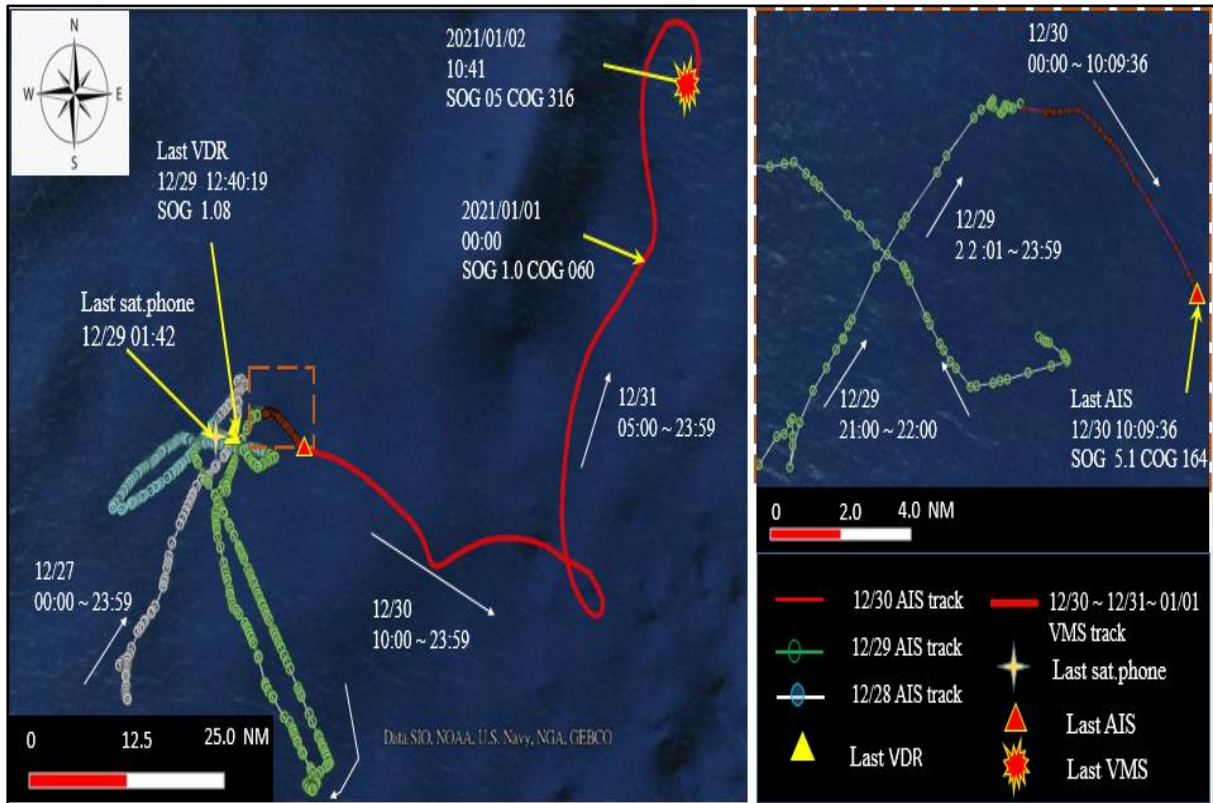 N
W
E
S
Last VDR
12/29 12:40:19
SOG 1.08
Last sat.phone
12/29 01:42
2021/01/02
10:41
SOG 05 COG 316
2021/01/01
00:00
SOG 1.0 COG 060
12/31
05:00 ~ 23:59
12/27
00:00 ~ 23:59
12/30
10:00 ~ 23:59
Data SIO, NOAA, U.S. Navy, NGA, GEBCO
0 12.5 25.0 NM
12/30
00:00 ~ 10:09:36
12/29
2 2 :01 ~ 23:59
12/29
21:00 ~ 22:00
Last AIS
12/30 10:09:36
SOG 5.1 COG 164
0 2.0 4.0 NM
12/30 AIS track
12/29 AIS track
12/28 AIS track
Last VDR
12/30 ~ 12/31~ 01/01
VMS track
Last sat.phone
Last AIS
Last VMS